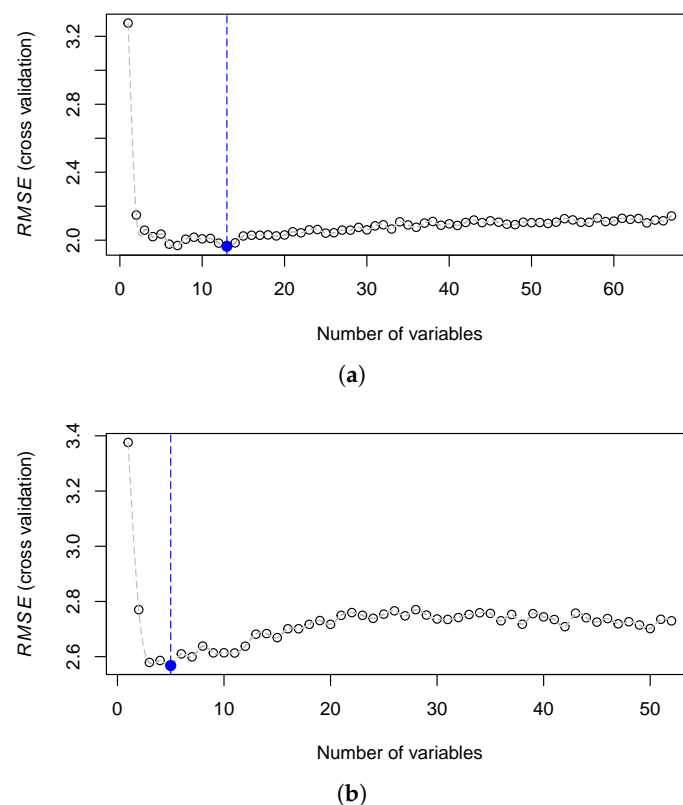 3.2
2.8
2.4
2.0
RMSE (cross validation)
0 10 20 30 40 50 60
Number of variables
(a)
3.4
3.2
3.0
2.8
2.6
RMSE (cross validation)
0 10 20 30 40 50
Number of variables
(b)